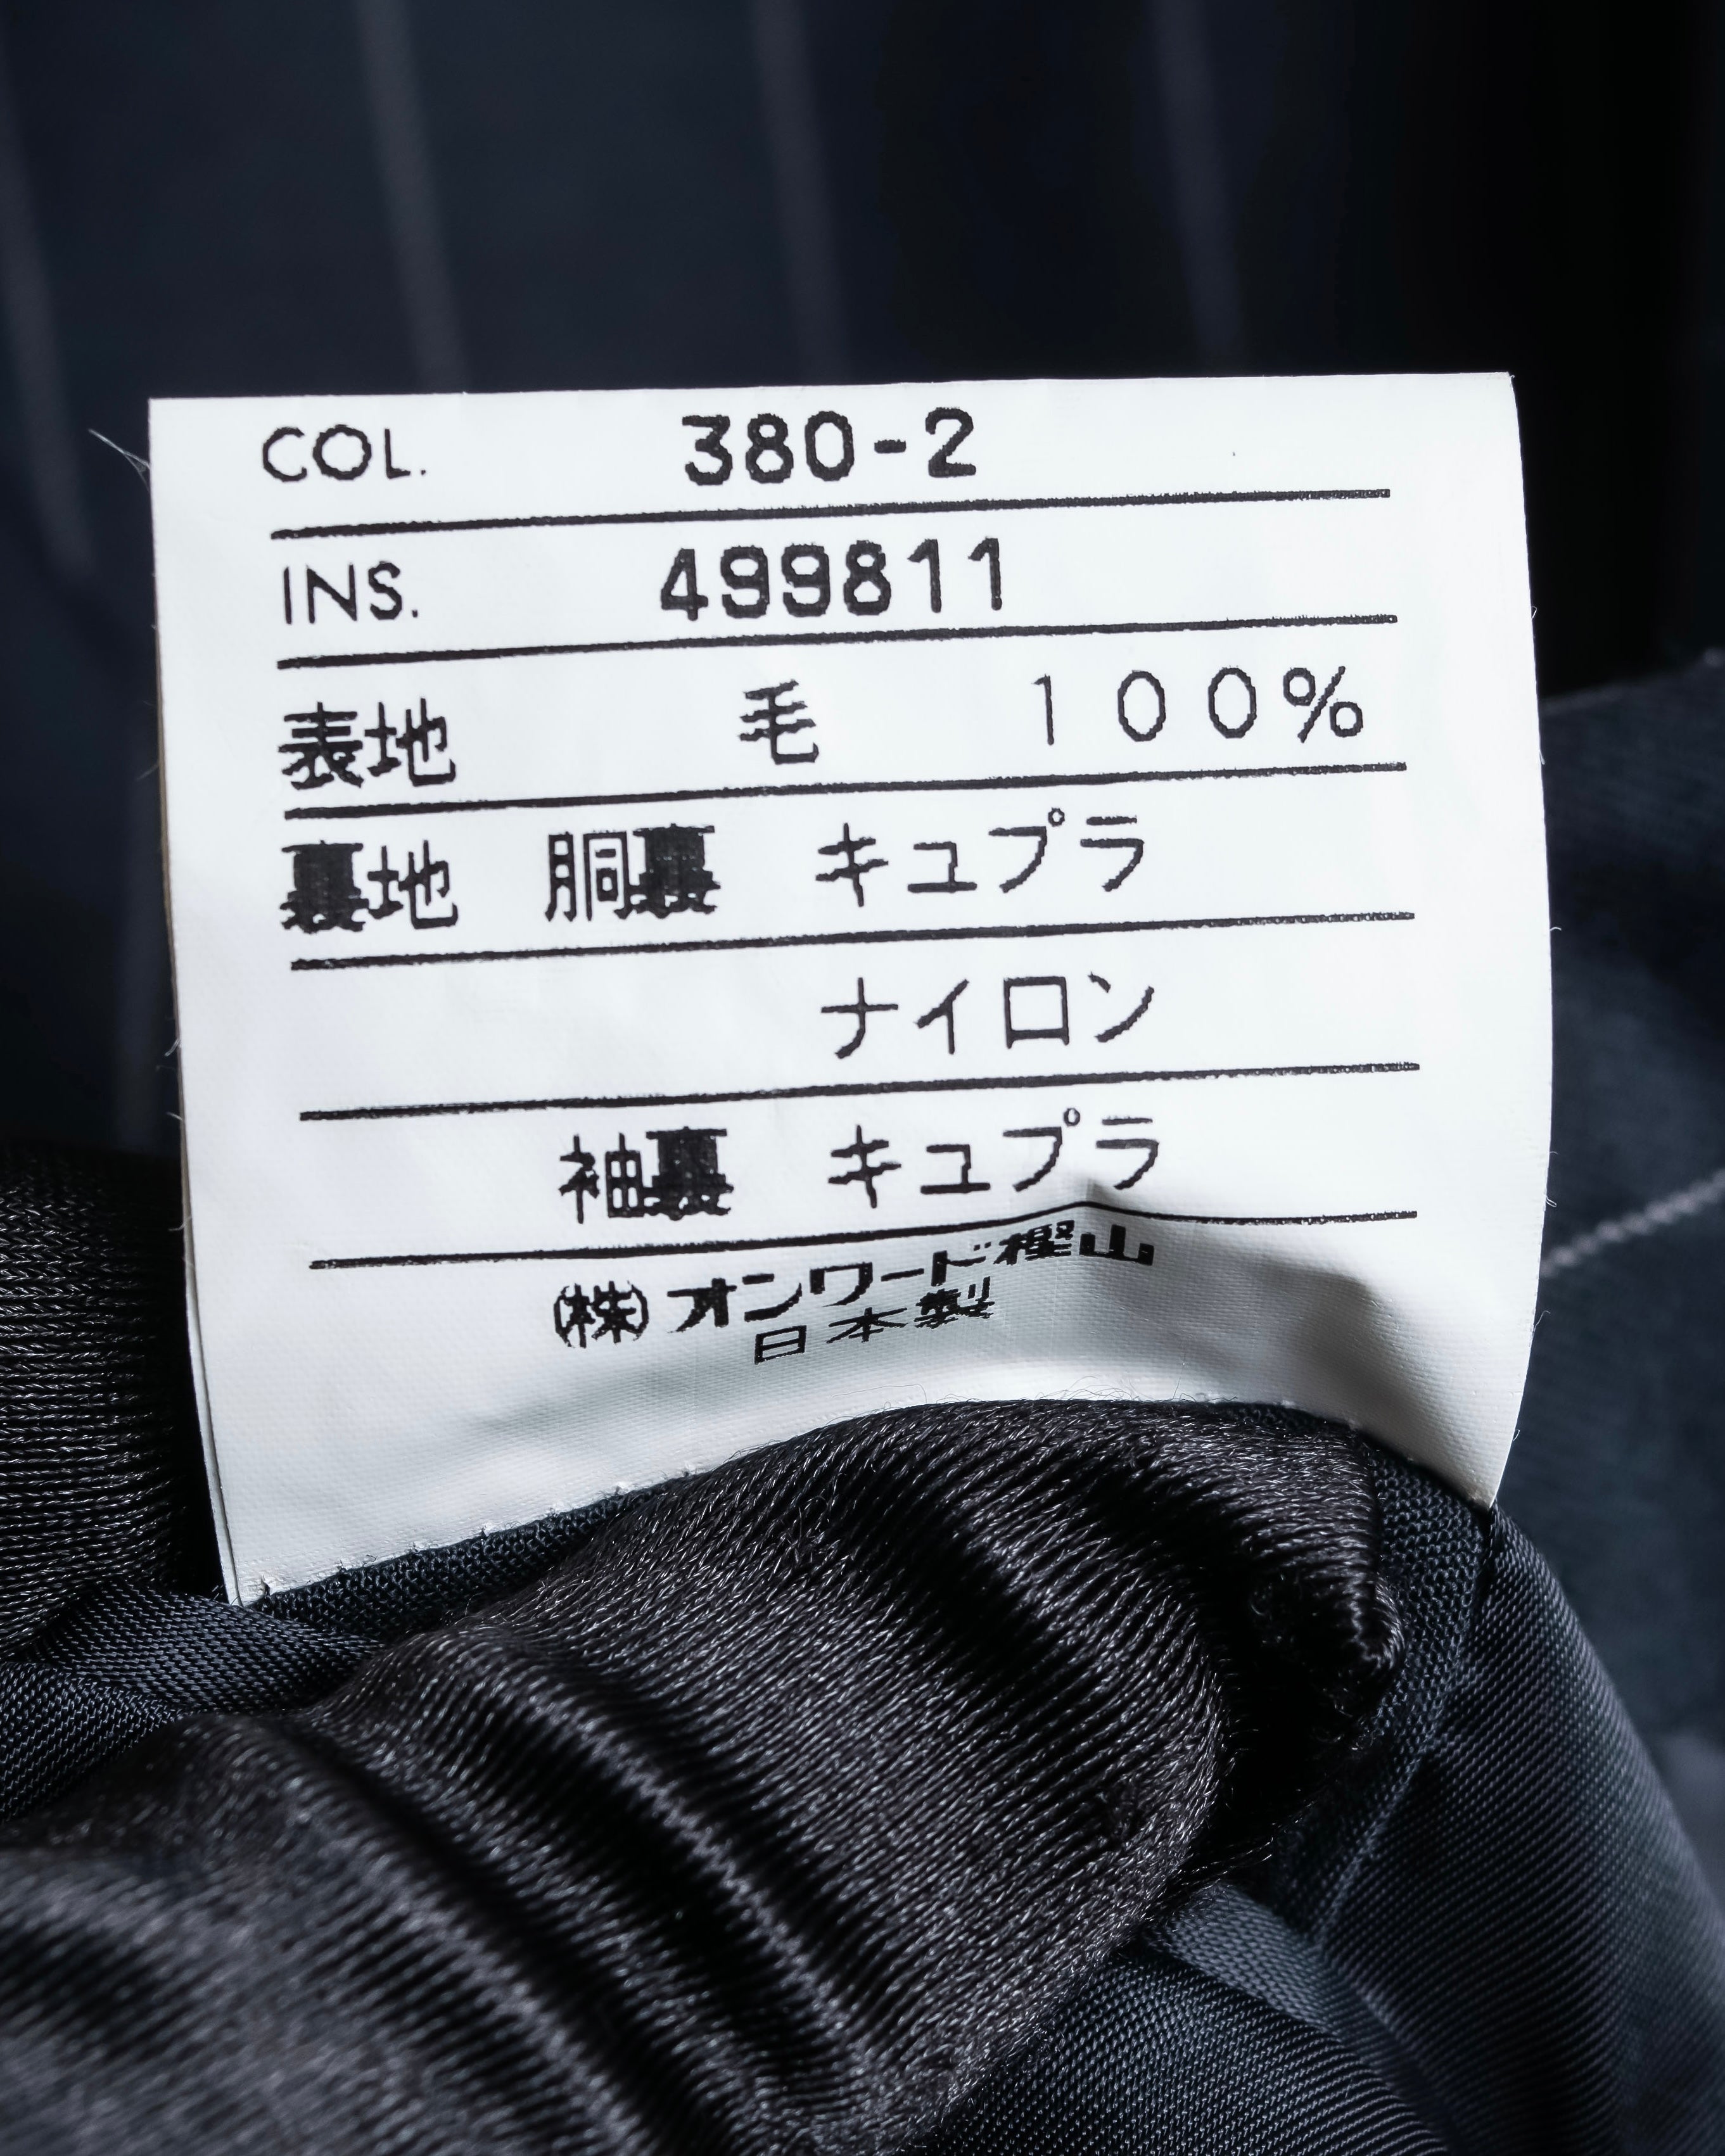 COL. 380-2
INS. 499811
表地 毛 100%
裏地 胴裏 キュプラ
ナイロン
袖裏 キュプラ
㈱オンワード樫山
日本製